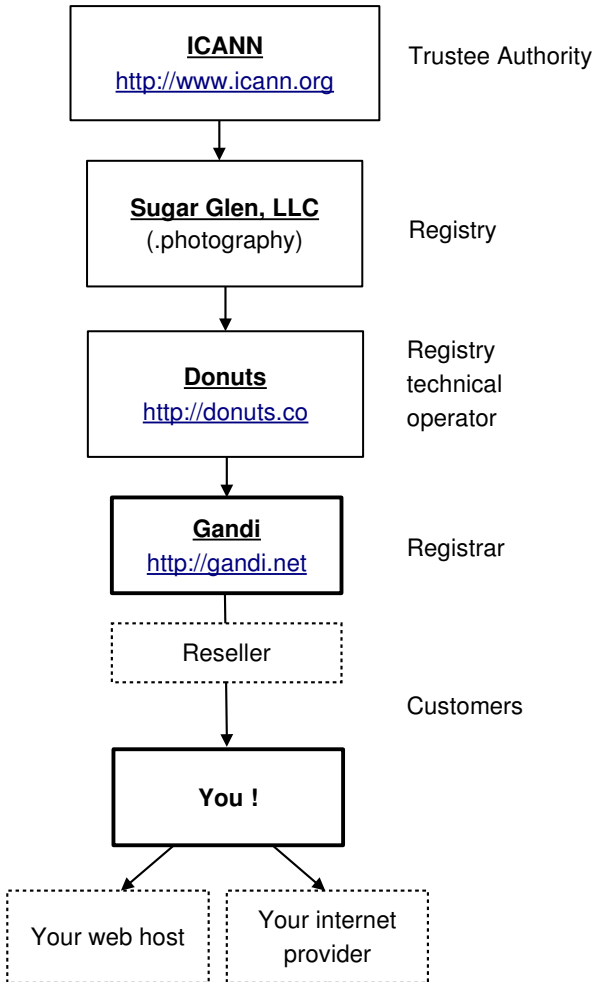 ICANN
http://www.icann.org
Trustee Authority
Sugar Glen, LLC
(.photography)
Registry
Donuts
http://donuts.co
Registry
technical
operator
Gandi
http://gandi.net
Registrar
Reseller
Customers
You !
Your web host
Your internet
provider